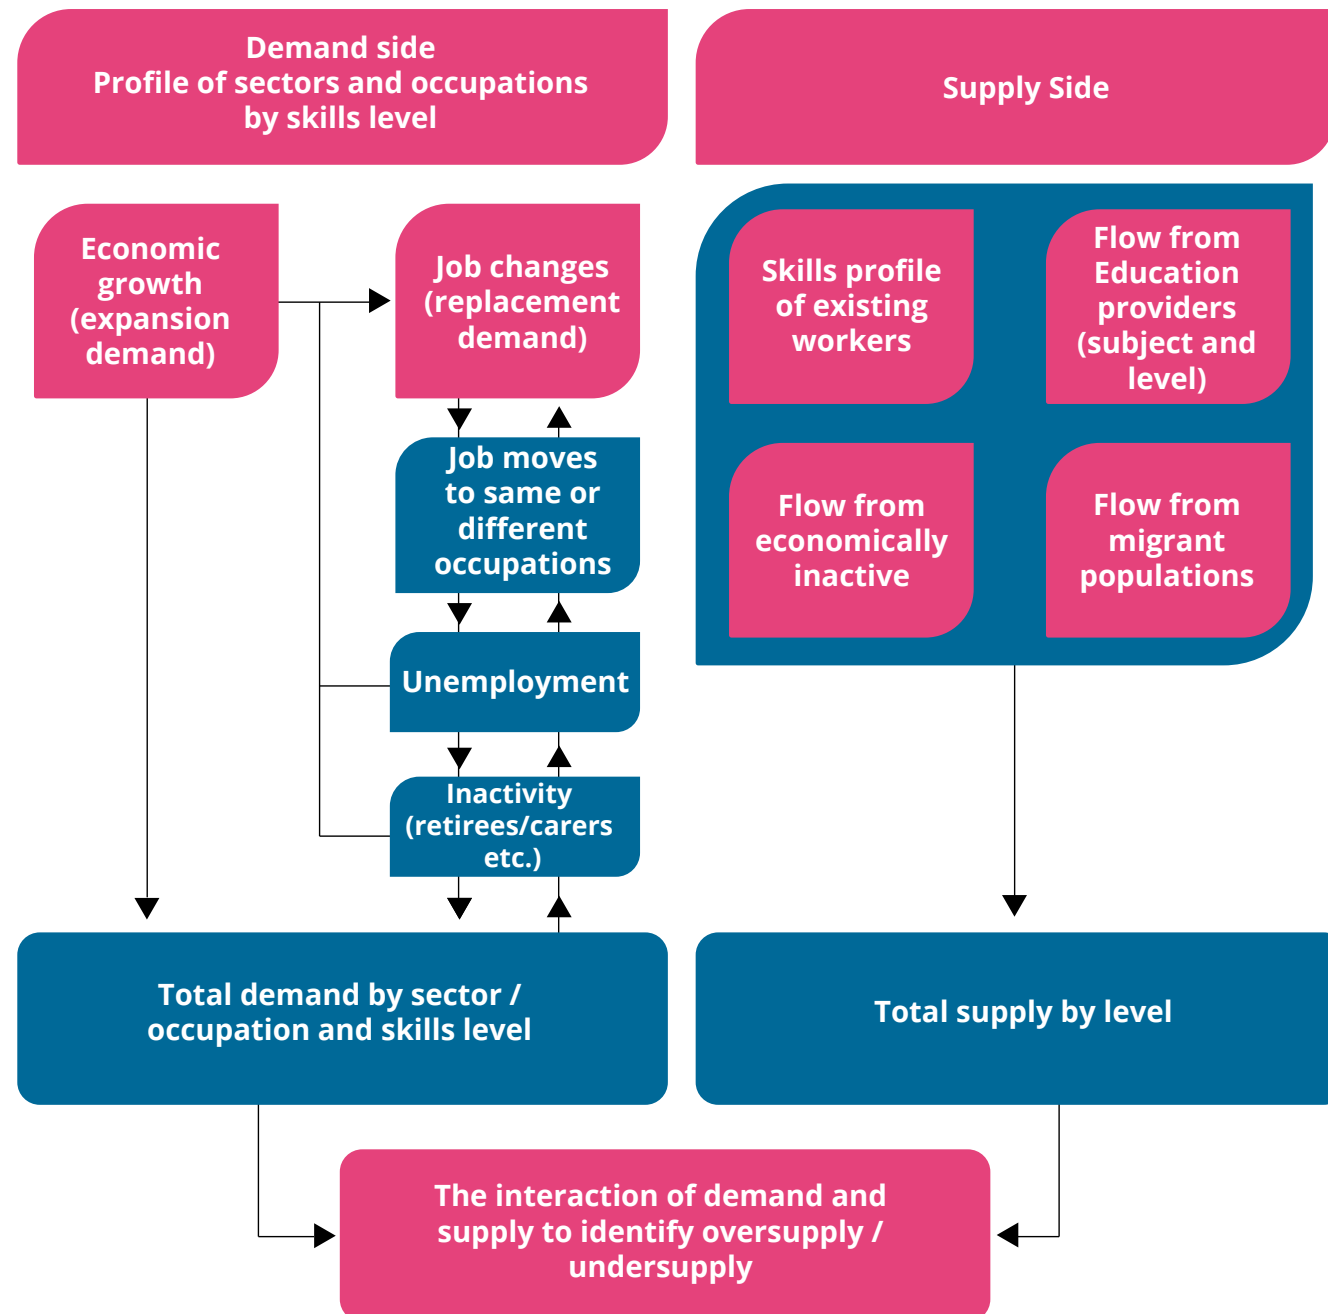 Demand side
Profile of sectors and occupations
by skills level
Supply Side
Economic
growth
(expansion
demand)
Job changes
(replacement
demand)
Job moves
to same or
different
occupations
Unemployment
Inactivity
(retirees/carers
etc.)
Skills profile
of existing
workers
Flow from
Education
providers
(subject and
level)
Flow from
economically
inactive
Flow from
migrant
populations
Total demand by sector /
occupation and skills level
Total supply by level
The interaction of demand and
supply to identify oversupply /
undersupply